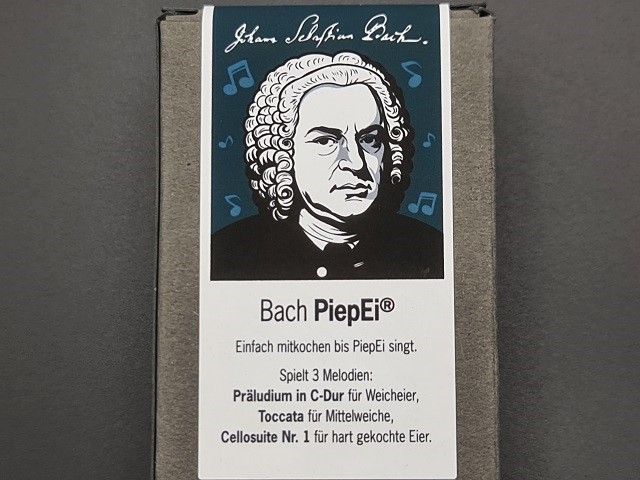 Johann Sebastian Bach.
Bach PiepEi®
Einfach mitkochen bis PiepEi singt.
Spielt 3 Melodien:
Präludium in C-Dur für Weicheier,
Toccata für Mittelweiche,
Cellosuite Nr. 1 für hart gekochte Eier.